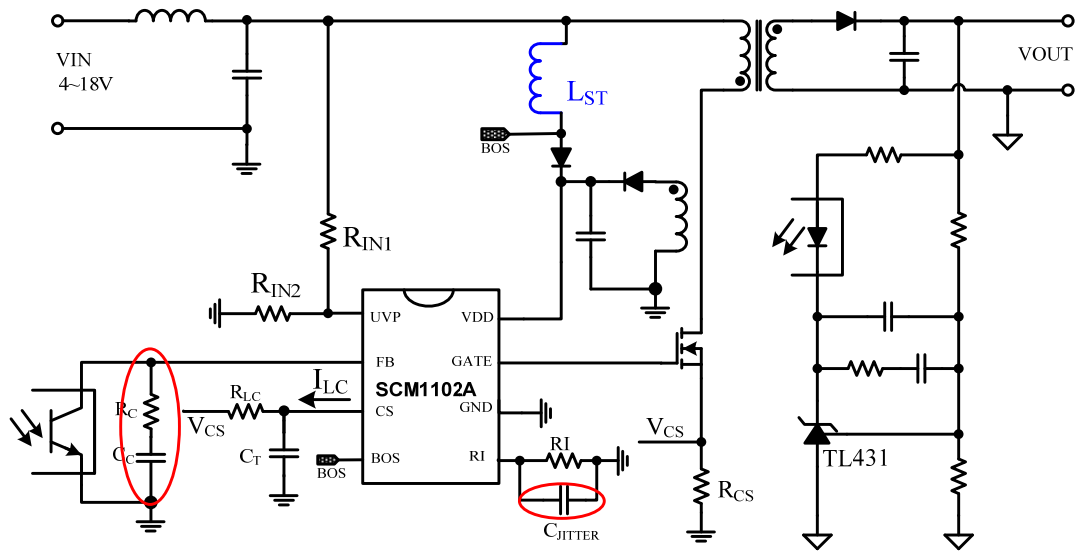 VIN
4~18V
VOUT
LST
BOS
RIN1
RIN2
UVP
VDD
FB
GATE
SCM1102A
ILC
RLC
RC
VCS
CS
GND
VCS
RI
RI
CC
CT
BOS
BOS
TL431
RCS
CJITTER